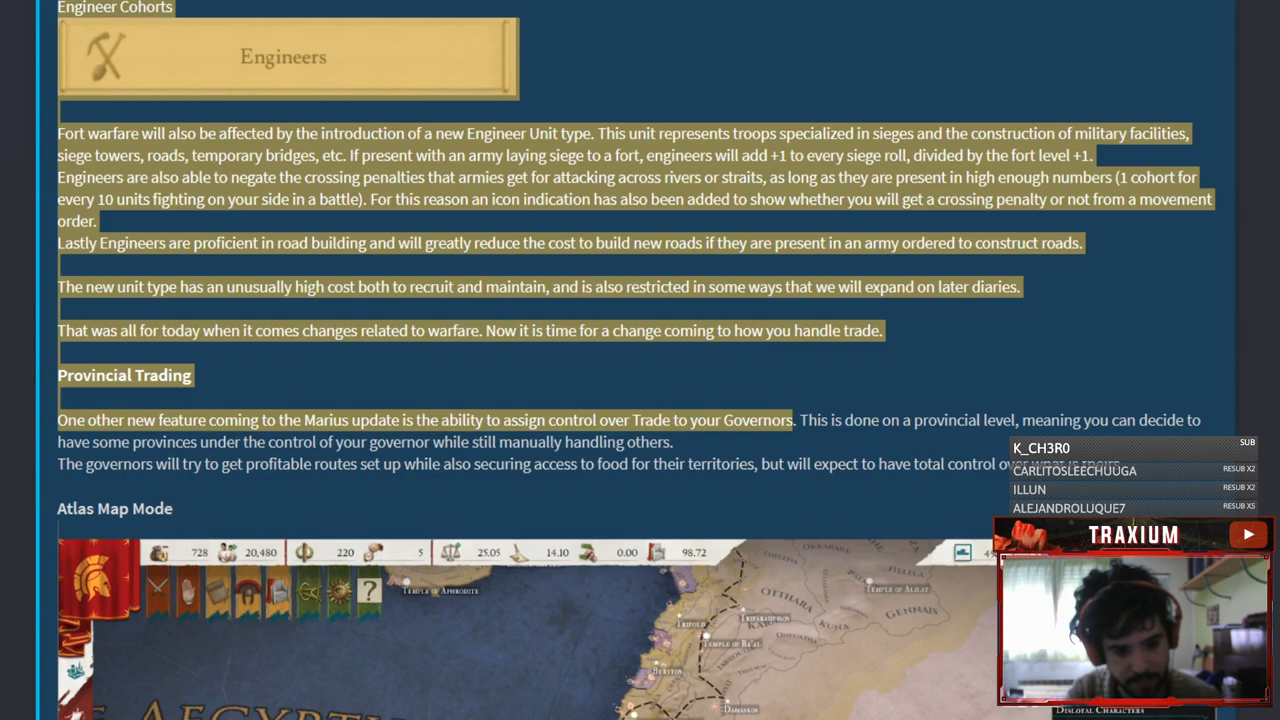 Engineer Cohorts
Engineers
Fort warfare will also be affected by the introduction of a new Engineer Unit type. This unit represents troops specialized in sieges and the construction of military facilities,
siege towers, roads, temporary bridges, etc. If present with an army laying siege to a fort, engineers will add +1 to every siege roll, divided by the fort level +1.
Engineers are also able to negate the crossing penalties that armies get for attacking across rivers or straits, as long as they are present in high enough numbers (1 cohort for
every 10 units fighting on your side in a battle). For this reason an icon indication has also been added to show whether you will get a crossing penalty or not from a movement
order.
Lastly Engineers are proficient in road building and will greatly reduce the cost to build new roads if they are present in an army ordered to construct roads.
The new unit type has an unusually high cost both to recruit and maintain, and is also restricted in some ways that we will expand on later diaries.
That was all for today when it comes changes related to warfare. Now it is time for a change coming to how you handle trade.
Provincial Trading
One other new feature coming to the Marius update is the ability to assign control over Trade to your Governors. This is done on a provincial level, meaning you can decide to
have some provinces under the control of your governor while still manually handling others.
The governors will try to get profitable routes set up while also securing access to food for their territories, but will expect to have total control over what is theirs.
K_CH3R0 SUB
CARLITOSLEECHUUGA RESUB X2
ILLUN RESUB X2
ALEJANDROLUQUE7 RESUB X5
TRAXIUM
Atlas Map Mode
728 20,480 220 5 25.05 14.10 0.00 98.72
?
Temple of Aphrodite
Temple of Allat
Otthara
Gennais
Kuna
Tripolis
Temple of Ba'al
Berytus
Damaskos
E AEGYPTI
Disloyal Characters